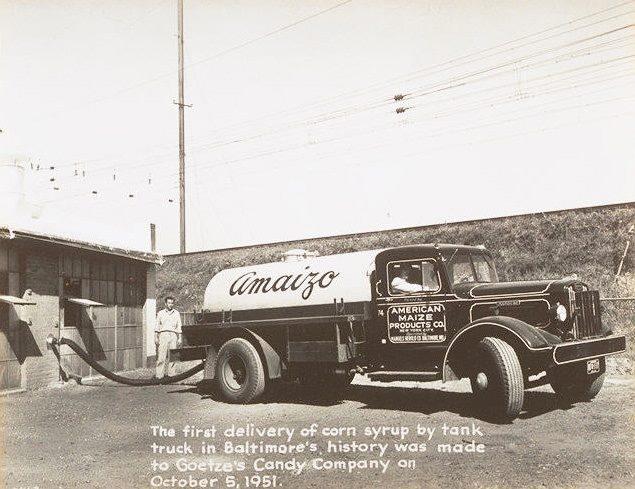 Amaizo
74
AMERICAN
MAIZE
PRODUCTS CO.
NEW YORK CITY
The first delivery of corn syrup by tank
truck in Baltimore's history was made
to Goetze's Candy Company on
October 5, 1951.